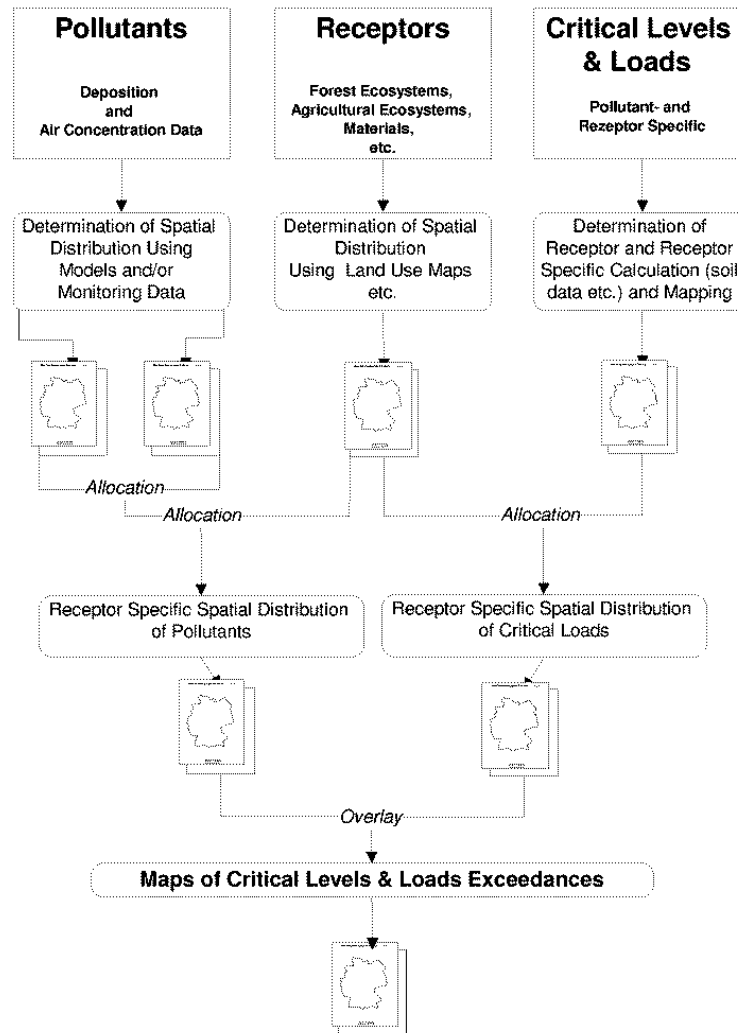 Pollutants
Deposition
and
Air Concentration Data
Receptors
Forest Ecosystems,
Agricultural Ecosystems,
Materials,
etc.
Critical Levels
& Loads
Pollutant- and
Rezeptor Specific
Determination of Spatial
Distribution Using
Models and/or
Monitoring Data
Determination of Spatial
Distribution
Using Land Use Maps
etc.
Determination of
Receptor and Receptor
Specific Calculation (soil
data etc.) and Mapping
Allocation
Allocation
Allocation
Receptor Specific Spatial Distribution
of Pollutants
Receptor Specific Spatial Distribution
of Critical Loads
Overlay
Maps of Critical Levels & Loads Exceedances